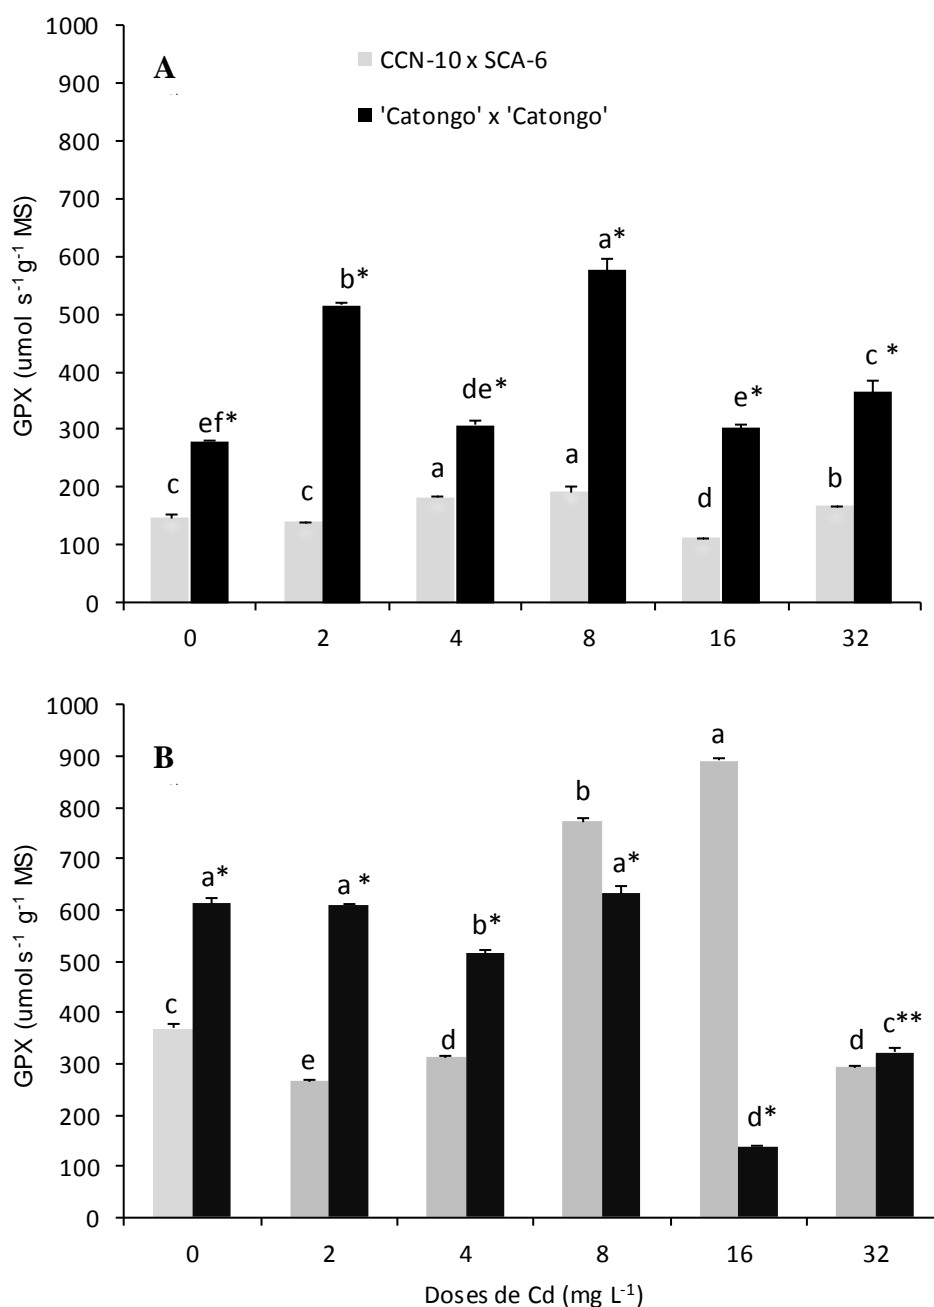 1000
A
CCN-10 x SCA-6
900
'Catongo' x 'Catongo'
800
700
600
500
400
300
200
100
0
GPX (umol s⁻¹g⁻¹ MS)
c ef* c b* a de* a a* d e* b c *
0 2 4 8 16 32
1000
B
900
800
700
600
500
400
300
200
100
0
GPX (umol s⁻¹ g⁻¹ MS)
c a* e a * d b* b a* a d* d c**
0 2 4 8 16 32
Doses de Cd (mg L⁻¹)